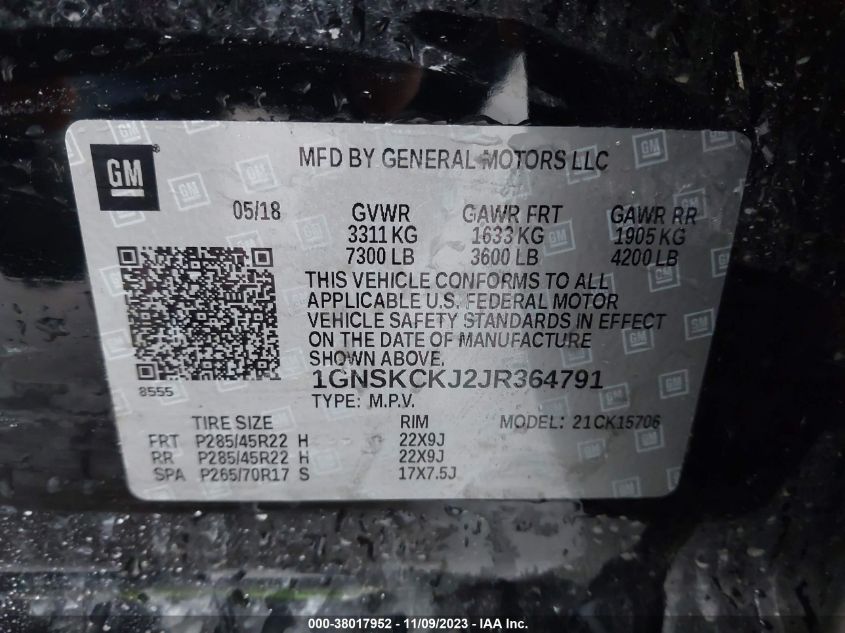 GM
MFD BY GENERAL MOTORS LLC
05/18 GVWR GAWR FRT GAWR RR
3311 KG 1633 KG 1905 KG
7300 LB 3600 LB 4200 LB
THIS VEHICLE CONFORMS TO ALL
APPLICABLE U.S. FEDERAL MOTOR
VEHICLE SAFETY STANDARDS IN EFFECT
ON THE DATE OF MANUFACTURE
SHOWN ABOVE.
8555
1GNSKCKJ2JR364791
TYPE: M.P.V.
TIRE SIZE RIM MODEL: 21CK15706
FRT P285/45R22 H 22X9J
RR P285/45R22 H 22X9J
SPA P265/70R17 S 17X7.5J
000-38017952 - 11/09/2023 - IAA Inc.